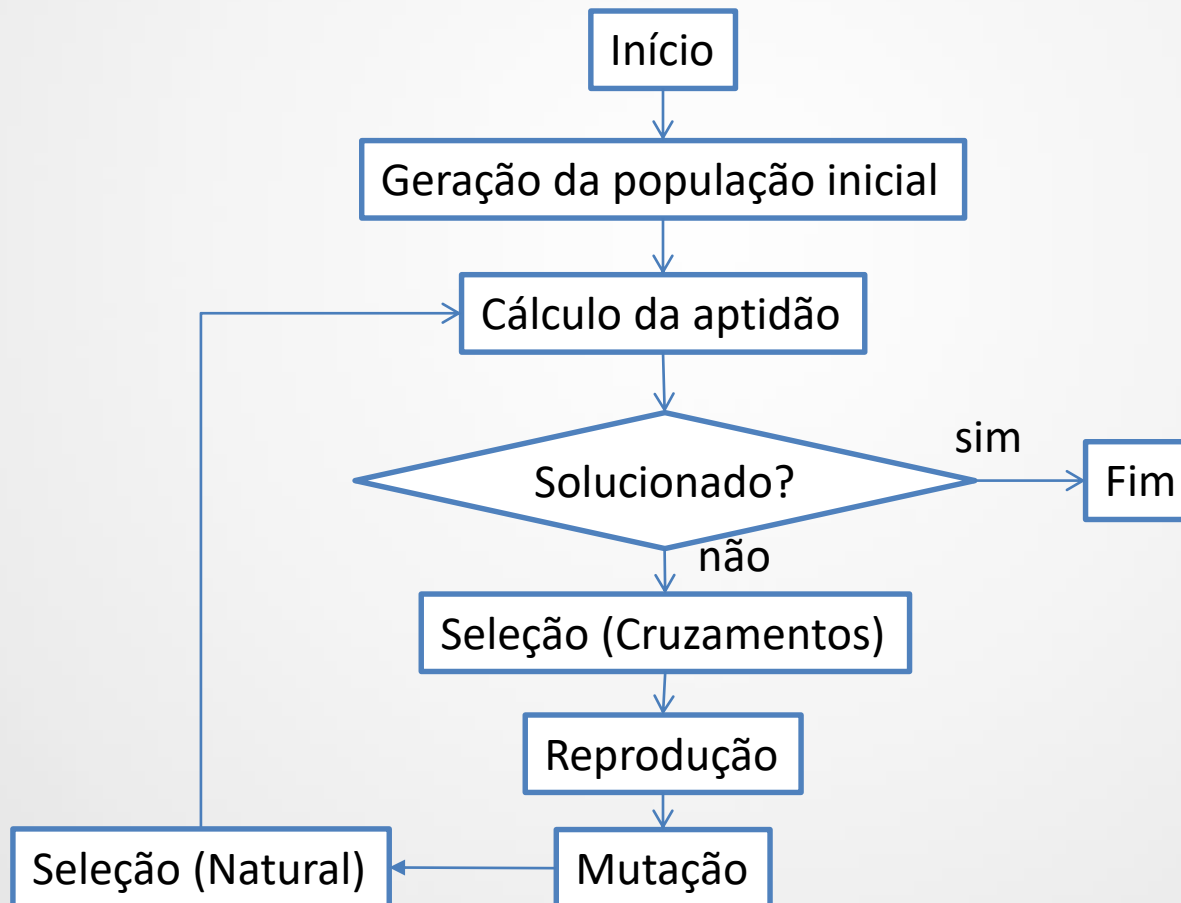 Início
Geração da população inicial
Cálculo da aptidão
Solucionado?
sim
Fim
não
Seleção (Cruzamentos)
Reprodução
Mutação
Seleção (Natural)